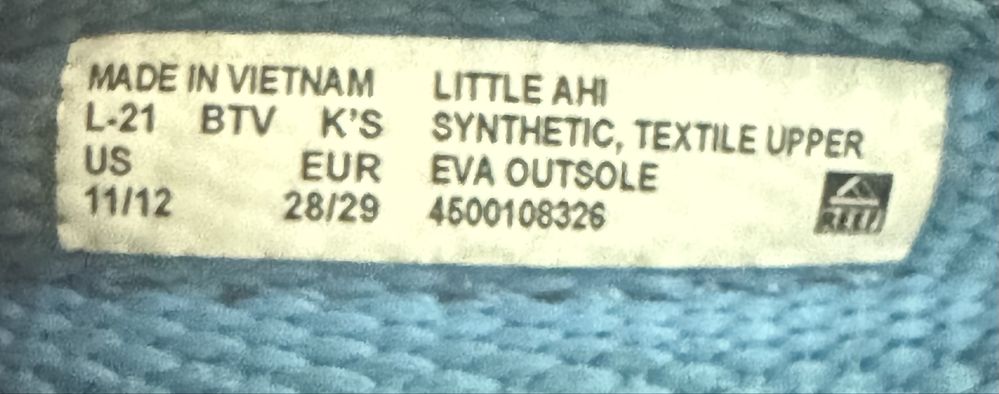 MADE IN VIETNAM
L-21 BTV K'S
US EUR
11/12 28/29
LITTLE AHI
SYNTHETIC, TEXTILE UPPER
EVA OUTSOLE
4500108326
REEF